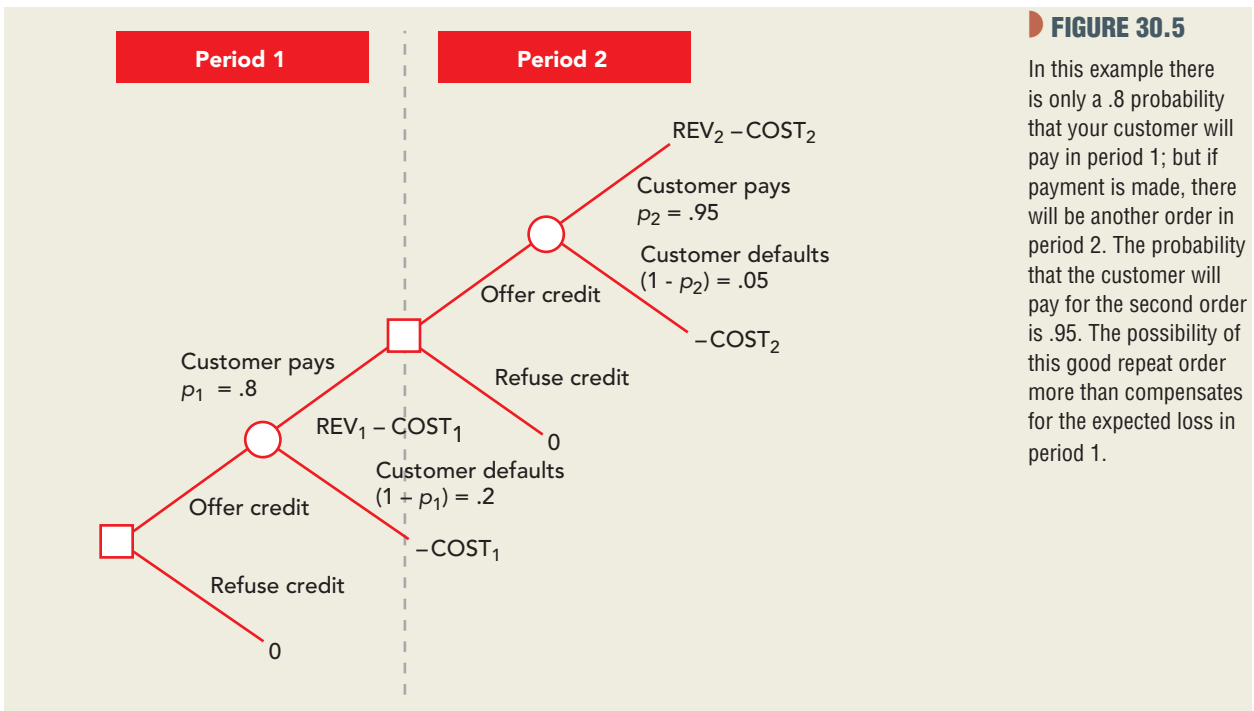 Period 1
Period 2
REV₂ – COST₂
Customer pays
p₂ = .95
Customer defaults
(1 - p₂) = .05
Offer credit
– COST₂
Customer pays
p₁ = .8
Refuse credit
REV₁ – COST₁
0
Customer defaults
(1 – p₁) = .2
Offer credit
– COST₁
Refuse credit
0
FIGURE 30.5
In this example there
is only a .8 probability
that your customer will
pay in period 1; but if
payment is made, there
will be another order in
period 2. The probability
that the customer will
pay for the second order
is .95. The possibility of
this good repeat order
more than compensates
for the expected loss in
period 1.